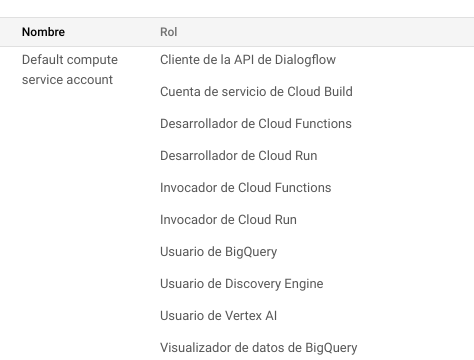 Nombre Rol
Default compute Cliente de la API de Dialogflow
service account
Cuenta de servicio de Cloud Build
Desarrollador de Cloud Functions
Desarrollador de Cloud Run
Invocador de Cloud Functions
Invocador de Cloud Run
Usuario de BigQuery
Usuario de Discovery Engine
Usuario de Vertex AI
Visualizador de datos de BigQuery